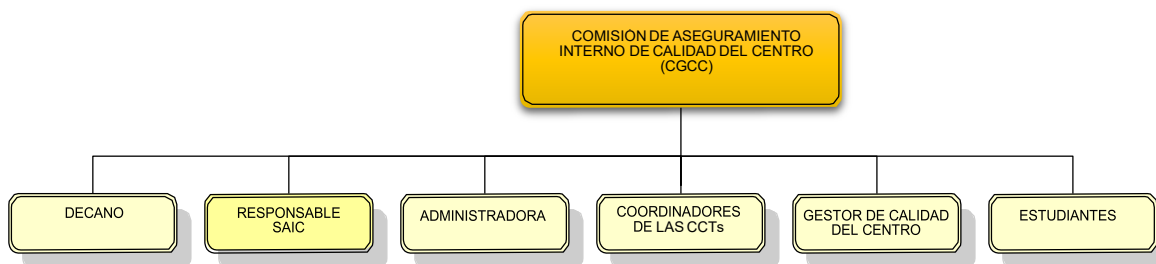 COMISIÓN DE ASEGURAMIENTO
INTERNO DE CALIDAD DEL CENTRO
(CGCC)
DECANO
RESPONSABLE
SAIC
ADMINISTRADORA
COORDINADORES
DE LAS CCTs
GESTOR DE CALIDAD
DEL CENTRO
ESTUDIANTES